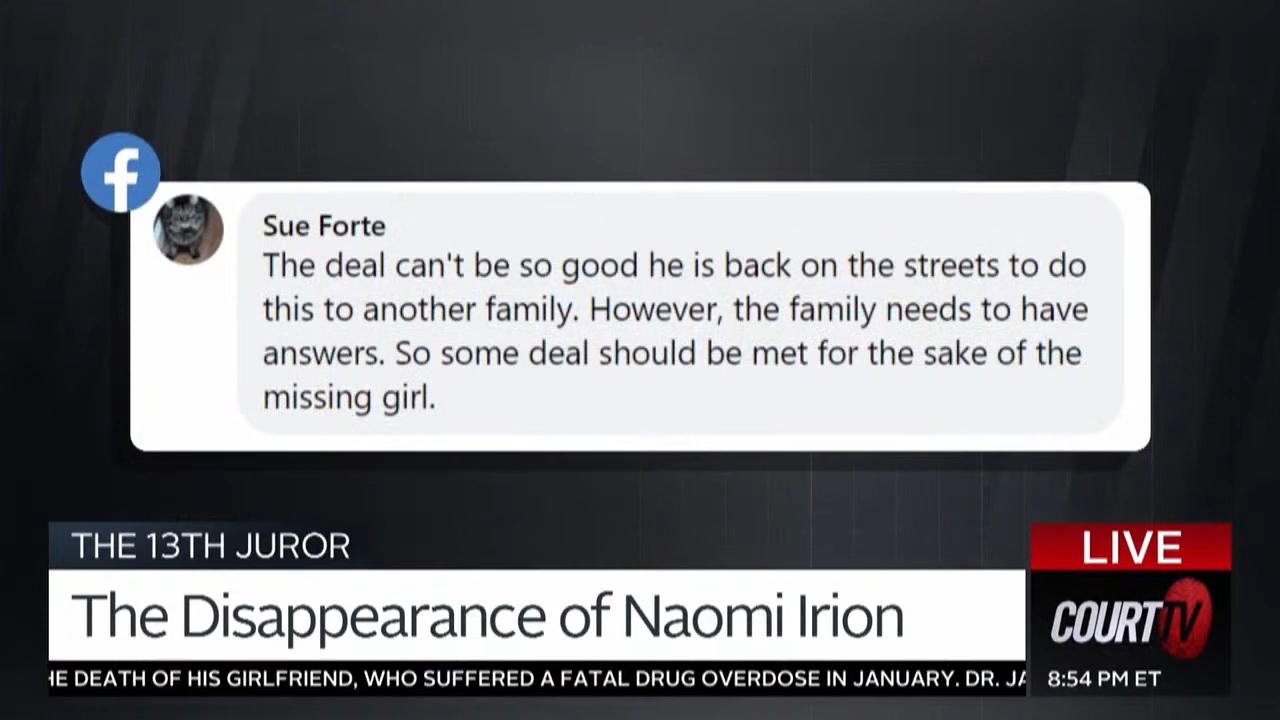 f
Sue Forte
The deal can't be so good he is back on the streets to do
this to another family. However, the family needs to have
answers. So some deal should be met for the sake of the
missing girl.
THE 13TH JUROR
The Disappearance of Naomi Irion
HE DEATH OF HIS GIRLFRIEND, WHO SUFFERED A FATAL DRUG OVERDOSE IN JANUARY. DR. JA
LIVE
COURT TV
8:54 PM ET